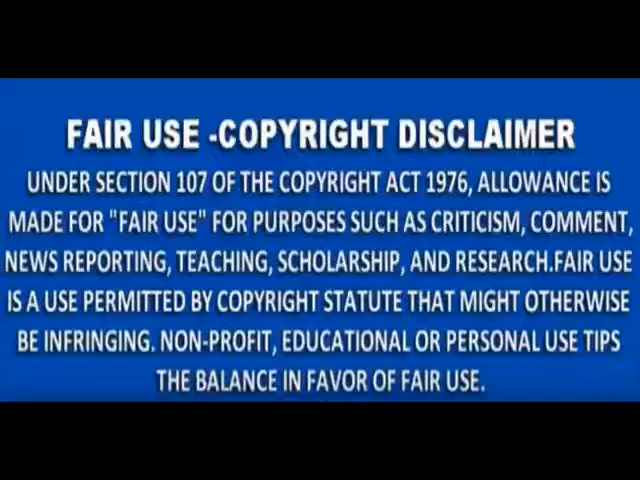 FAIR USE -COPYRIGHT DISCLAIMER
UNDER SECTION 107 OF THE COPYRIGHT ACT 1976, ALLOWANCE IS
MADE FOR "FAIR USE" FOR PURPOSES SUCH AS CRITICISM, COMMENT,
NEWS REPORTING, TEACHING, SCHOLARSHIP, AND RESEARCH.FAIR USE
IS A USE PERMITTED BY COPYRIGHT STATUTE THAT MIGHT OTHERWISE
BE INFRINGING. NON-PROFIT, EDUCATIONAL OR PERSONAL USE TIPS
THE BALANCE IN FAVOR OF FAIR USE.